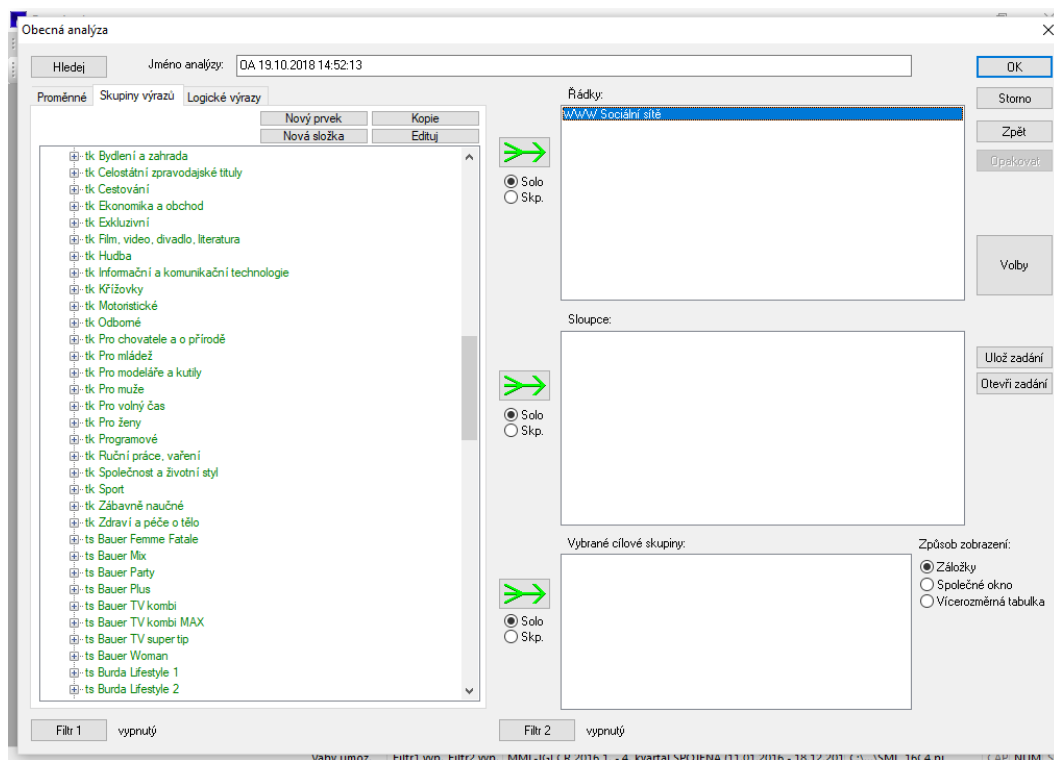 Obecná analýza
Hledej
Jméno analýzy:
OA 19.10.2018 14:52:13
OK
Proměnné
Skupiny výrazů
Logické výrazy
Řádky:
Storno
Nový prvek
Kopie
Nová složka
Edituj
WWW Sociální sítě
Zpět
Opakovat
tk Bydlení a zahrada
tk Celostátní zpravodajské tituly
tk Cestování
tk Ekonomika a obchod
tk Exkluzivní
tk Film, video, divadlo, literatura
tk Hudba
tk Informační a komunikační technologie
tk Křížovky
tk Motoristické
tk Odborné
tk Pro chovatele a o přírodě
tk Pro mládež
tk Pro modeláře a kutily
tk Pro muže
tk Pro volný čas
tk Pro ženy
tk Programové
tk Ruční práce, vaření
tk Společnost a životní styl
tk Sport
tk Zábavně naučné
tk Zdraví a péče o tělo
ts Bauer Femme Fatale
ts Bauer Mix
ts Bauer Party
ts Bauer Plus
ts Bauer TV kombi
ts Bauer TV kombi MAX
ts Bauer TV supertip
ts Bauer Woman
ts Burda Lifestyle 1
ts Burda Lifestyle 2
Solo
Skp.
Volby
Sloupce:
Ulož zadání
Otevři zadání
Solo
Skp.
Vybrané cílové skupiny:
Způsob zobrazení:
Záložky
Společné okno
Vícerozměrná tabulka
Solo
Skp.
Filtr 1
vypnutý
Filtr 2
vypnutý